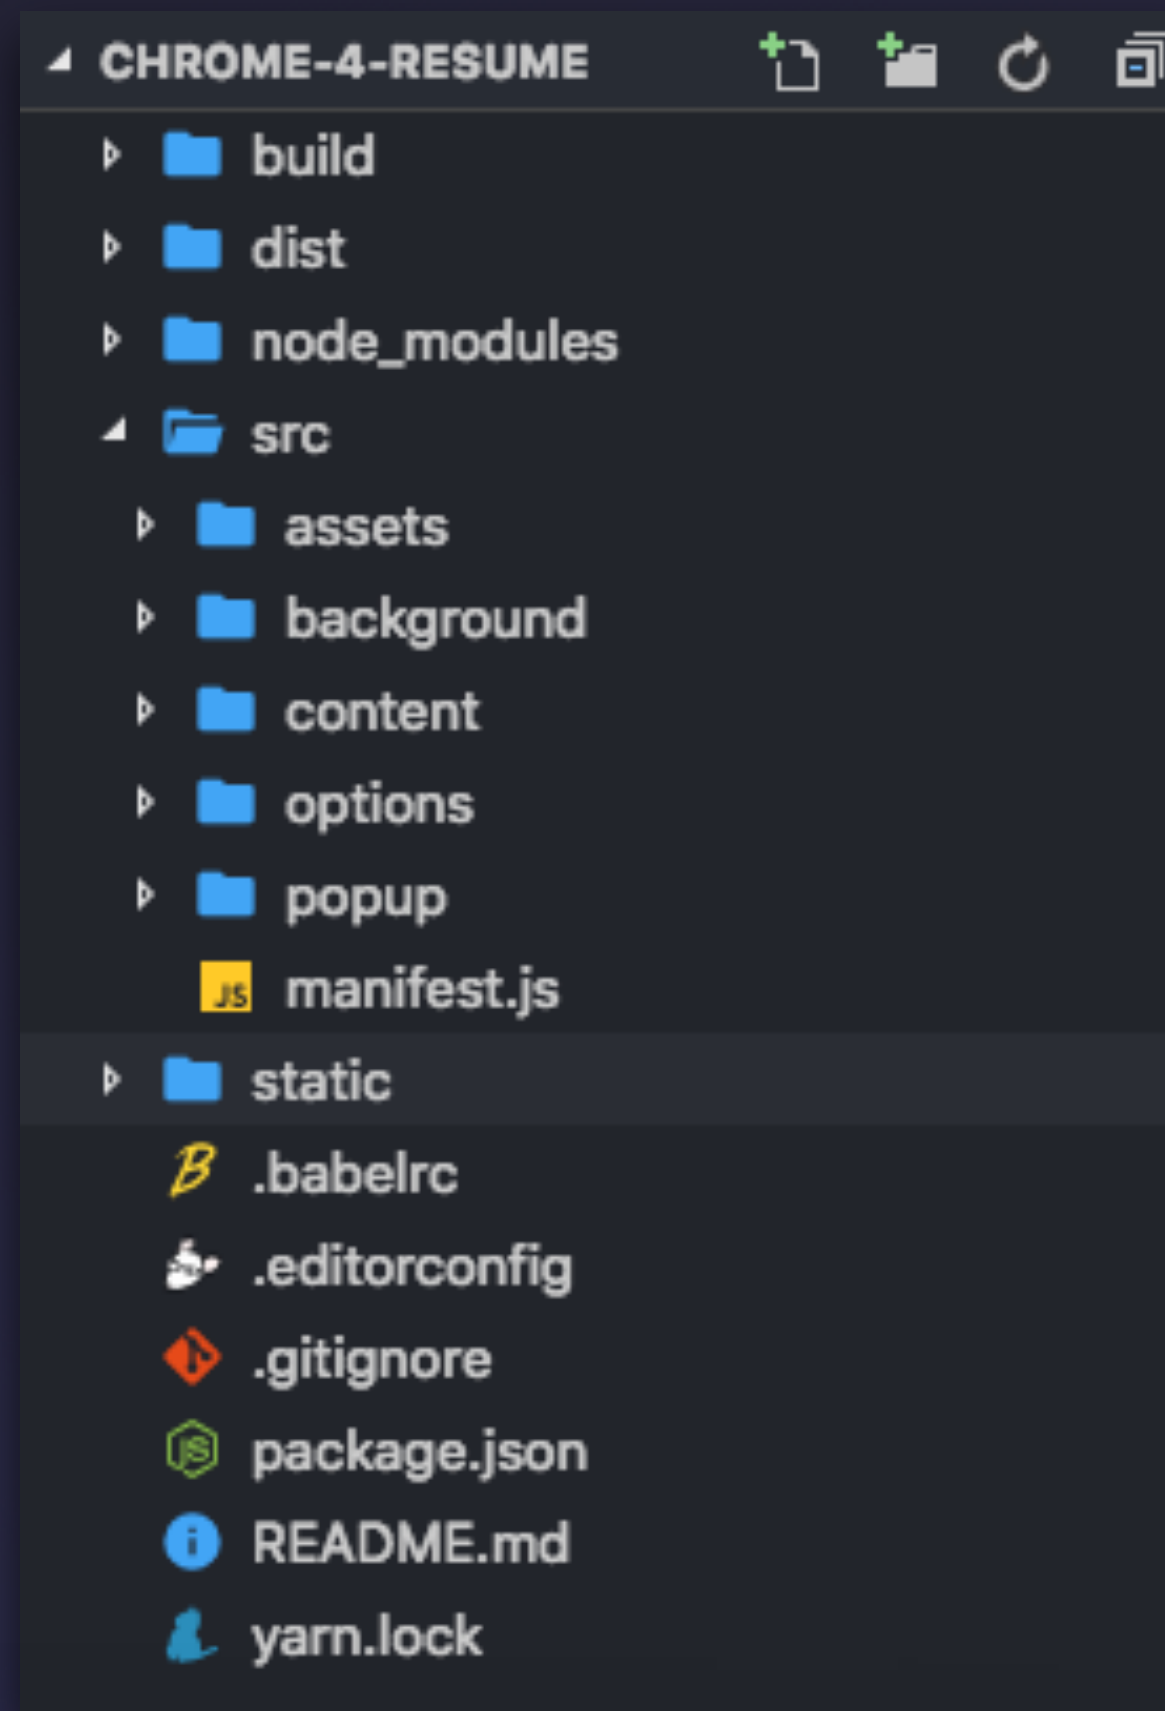 CHROME-4-RESUME
build
dist
node_modules
src
assets
background
content
options
popup
JS manifest.js
static
.babelrc
.editorconfig
.gitignore
package.json
README.md
yarn.lock